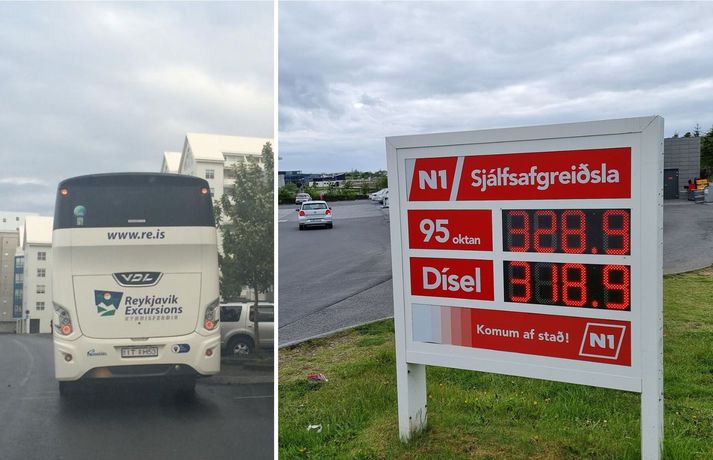 www.re.is
VDL
Reykjavik
Excursions
KYNNISFERÐIR
N1 Sjálfsafgreiðsla
95 oktan 328.9
Dísel 318.9
Komum af stað! N1